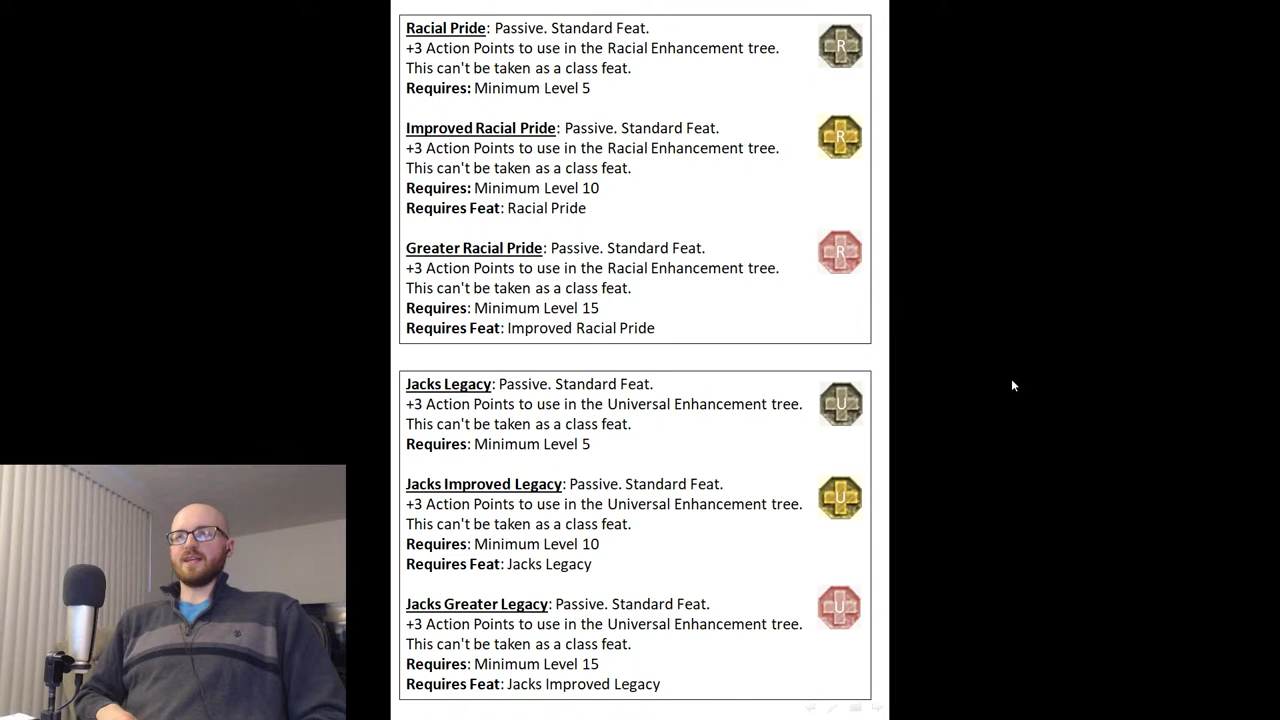 Racial Pride: Passive. Standard Feat.
+3 Action Points to use in the Racial Enhancement tree.
This can't be taken as a class feat.
Requires: Minimum Level 5
R
Improved Racial Pride: Passive. Standard Feat.
+3 Action Points to use in the Racial Enhancement tree.
This can't be taken as a class feat.
Requires: Minimum Level 10
Requires Feat: Racial Pride
R
Greater Racial Pride: Passive. Standard Feat.
+3 Action Points to use in the Racial Enhancement tree.
This can't be taken as a class feat.
Requires: Minimum Level 15
Requires Feat: Improved Racial Pride
R
Jacks Legacy: Passive. Standard Feat.
+3 Action Points to use in the Universal Enhancement tree.
This can't be taken as a class feat.
Requires: Minimum Level 5
U
Jacks Improved Legacy: Passive. Standard Feat.
+3 Action Points to use in the Universal Enhancement tree.
This can't be taken as a class feat.
Requires: Minimum Level 10
Requires Feat: Jacks Legacy
U
Jacks Greater Legacy: Passive. Standard Feat.
+3 Action Points to use in the Universal Enhancement tree.
This can't be taken as a class feat.
Requires: Minimum Level 15
Requires Feat: Jacks Improved Legacy
U